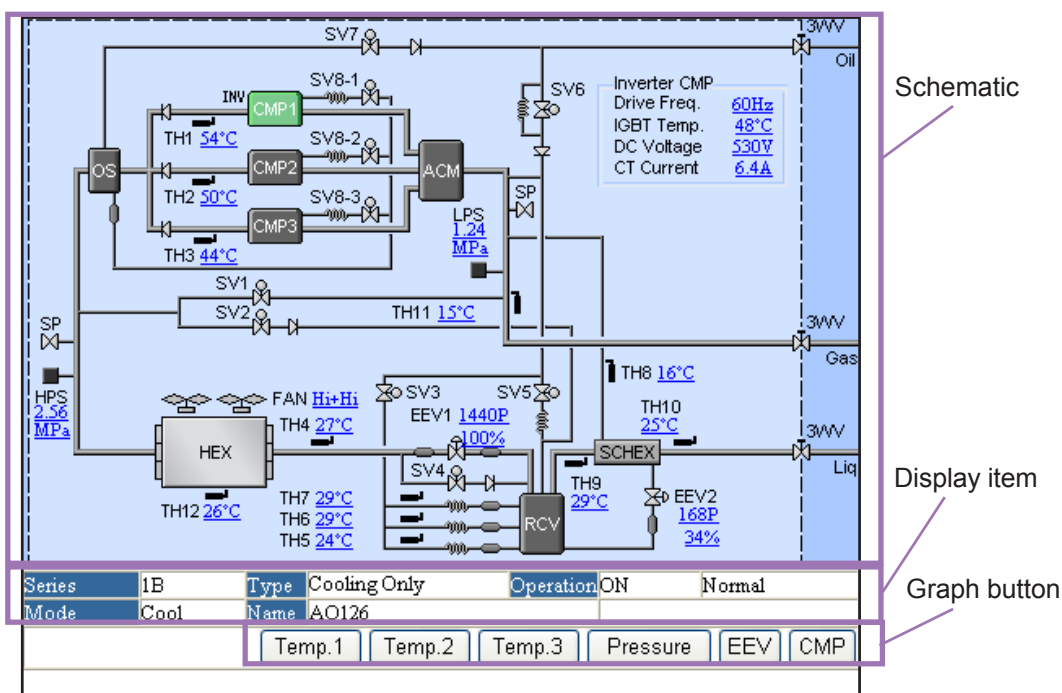 SV7
3WV
Oil
Schematic
SV8-1
SV6
Inverter CMP
INV
CMP1
Drive Freq. 60Hz
TH1 54°C
IGBT Temp. 48°C
SV8-2
DC Voltage 530V
OS
CMP2
ACM
CT Current 6.4A
TH2 50°C
SV8-3
SP
CMP3
LPS
1.24
MPa
TH3 44°C
SV1
SV2
TH11 15°C
SP
3WV
Gas
HPS
2.56
MPa
TH8 16°C
FAN Hi+Hi
SV3
SV5
TH10
25°C
HEX
TH4 27°C
EEV1 1440P
100%
3WV
SCHEX
Liq
SV4
TH9
29°C
TH12 26°C
TH7 29°C
TH6 29°C
TH5 24°C
RCV
EEV2
168P
34%
Display item
Series 1B Type Cooling Only Operation ON Normal
Mode Cool Name AO126
Graph button
Temp.1 Temp.2 Temp.3 Pressure EEV CMP